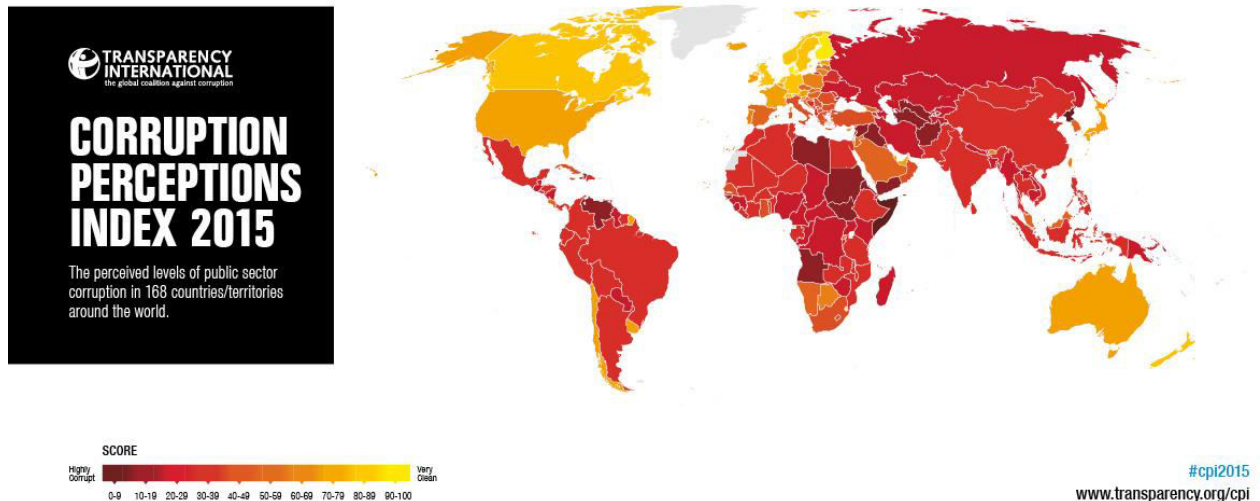 TRANSPARENCY
INTERNATIONAL
the global coalition against corruption
CORRUPTION
PERCEPTIONS
INDEX 2015
The perceived levels of public sector
corruption in 168 countries/territories
around the world.
SCORE
Highly
Corrupt
Very
Clean
0-9 10-19 20-29 30-39 40-49 50-59 60-69 70-79 80-89 90-100
#cpi2015
www.transparency.org/cpi